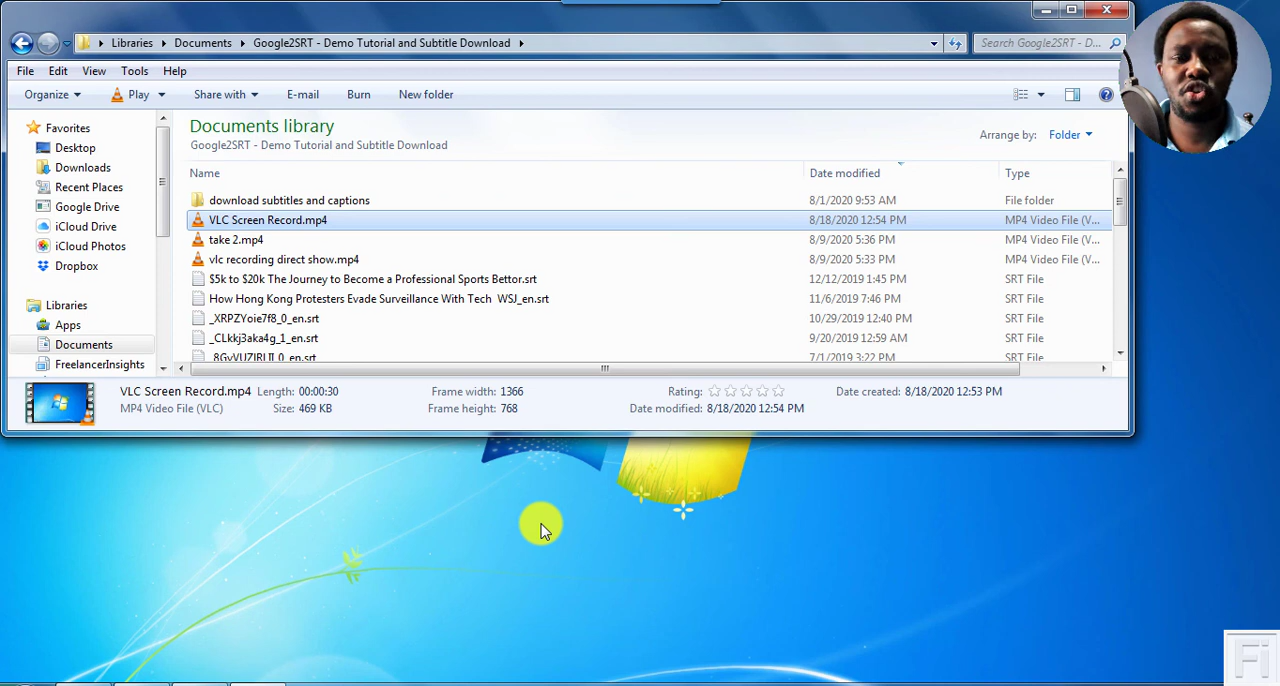 Libraries Documents Google2SRT - Demo Tutorial and Subtitle Download
Search Google2SRT - D...
File Edit View Tools Help
Organize Play Share with E-mail Burn New folder
Favorites
Desktop
Downloads
Recent Places
Google Drive
iCloud Drive
iCloud Photos
Dropbox
Libraries
Apps
Documents
FreelancerInsights
Documents library
Google2SRT - Demo Tutorial and Subtitle Download
Arrange by: Folder
Name Date modified Type
download subtitles and captions 8/1/2020 9:53 AM File folder
VLC Screen Record.mp4 8/18/2020 12:54 PM MP4 Video File (V...
take 2.mp4 8/9/2020 5:36 PM MP4 Video File (V...
vlc recording direct show.mp4 8/9/2020 5:33 PM MP4 Video File (V...
$5k to $20k The Journey to Become a Professional Sports Bettor.srt 12/12/2019 1:45 PM SRT File
How Hong Kong Protesters Evade Surveillance With Tech WSJ_en.srt 11/6/2019 7:46 PM SRT File
_XRPZYoie7f8_0_en.srt 10/29/2019 12:40 PM SRT File
_CLkkj3aka4g_1_en.srt 9/20/2019 12:59 AM SRT File
7/1/2019 3:22 PM SRT File
VLC Screen Record.mp4 Length: 00:00:30 Frame width: 1366 Rating: Date created: 8/18/2020 12:53 PM
MP4 Video File (VLC) Size: 469 KB Frame height: 768 Date modified: 8/18/2020 12:54 PM
Fi